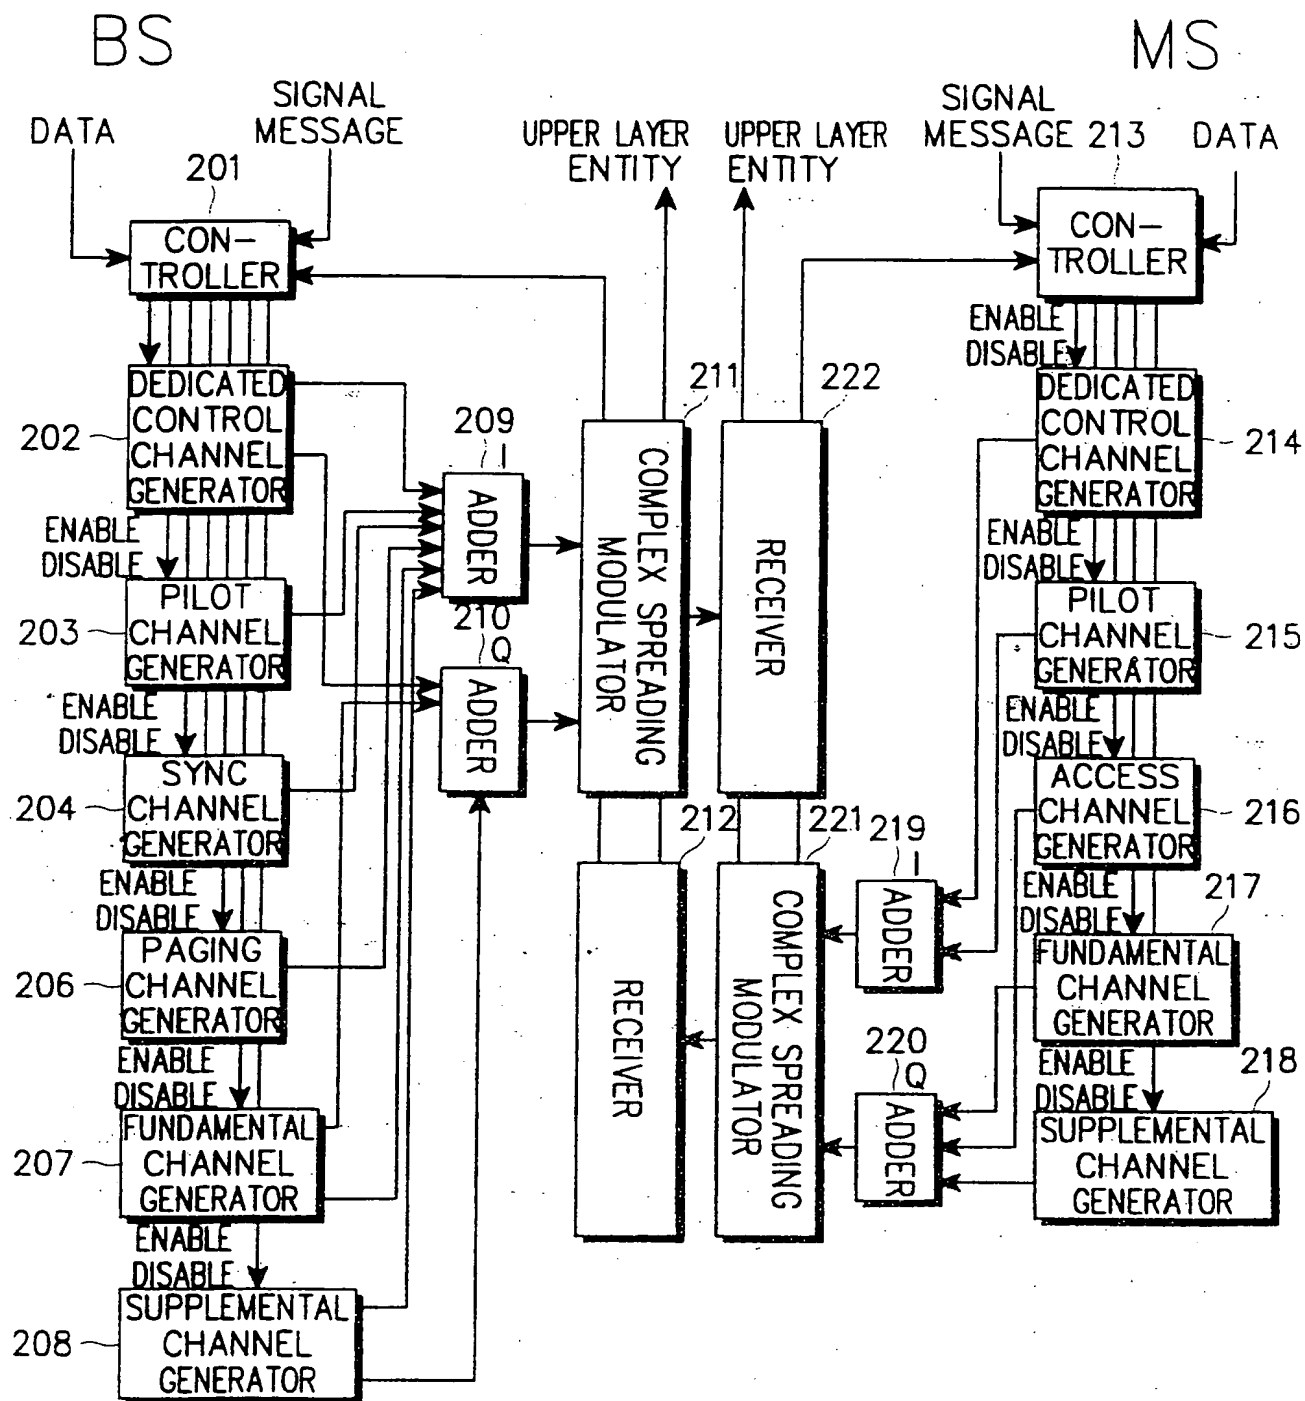 BS
MS
DATA
SIGNAL
MESSAGE
201
UPPER LAYER
ENTITY
UPPER LAYER
ENTITY
SIGNAL
MESSAGE
213
DATA
CON-
TROLLER
CON-
TROLLER
ENABLE
DISABLE
DEDICATED
CONTROL
CHANNEL
GENERATOR
202
209
I
ADDER
211
222
DEDICATED
CONTROL
CHANNEL
GENERATOR
214
ENABLE
DISABLE
COMPLEX SPREADING
MODULATOR
RECEIVER
ENABLE
DISABLE
PILOT
CHANNEL
GENERATOR
203
210
Q
ADDER
PILOT
CHANNEL
GENERATOR
215
ENABLE
DISABLE
ENABLE
DISABLE
SYNC
CHANNEL
GENERATOR
204
212
221
219
I
ADDER
ACCESS
CHANNEL
GENERATOR
216
ENABLE
DISABLE
ENABLE
DISABLE
217
PAGING
CHANNEL
GENERATOR
206
RECEIVER
COMPLEX SPREADING
MODULATOR
FUNDAMENTAL
CHANNEL
GENERATOR
ENABLE
DISABLE
220
Q
ADDER
ENABLE
DISABLE
218
FUNDAMENTAL
CHANNEL
GENERATOR
207
SUPPLEMENTAL
CHANNEL
GENERATOR
ENABLE
DISABLE
SUPPLEMENTAL
CHANNEL
GENERATOR
208